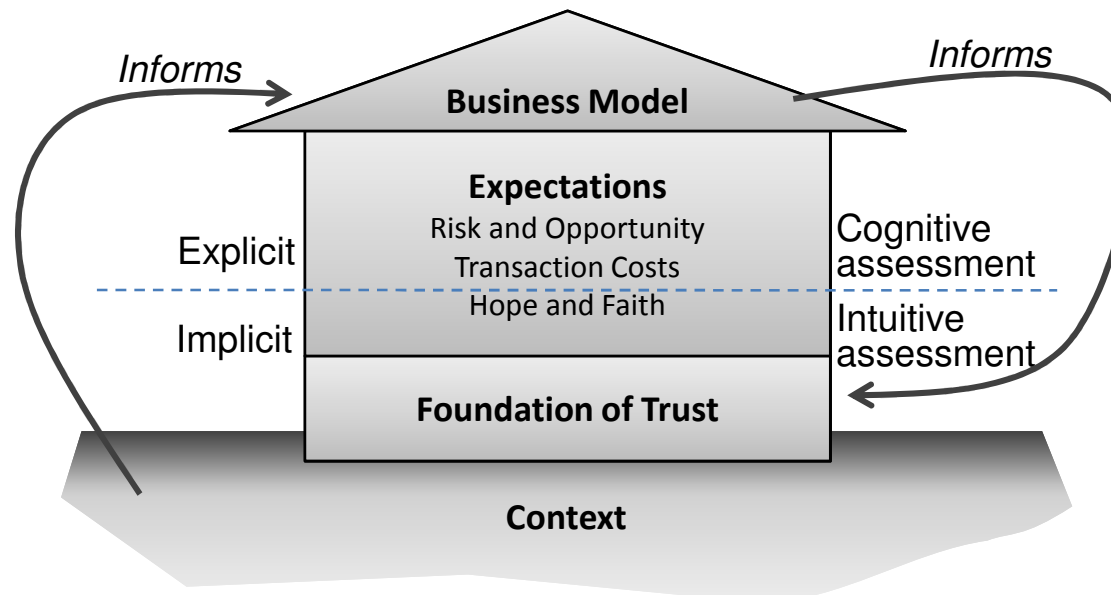 Informs
Informs
Business Model
Expectations
Risk and Opportunity
Transaction Costs
Hope and Faith
Explicit
Implicit
Cognitive
assessment
Intuitive
assessment
Foundation of Trust
Context